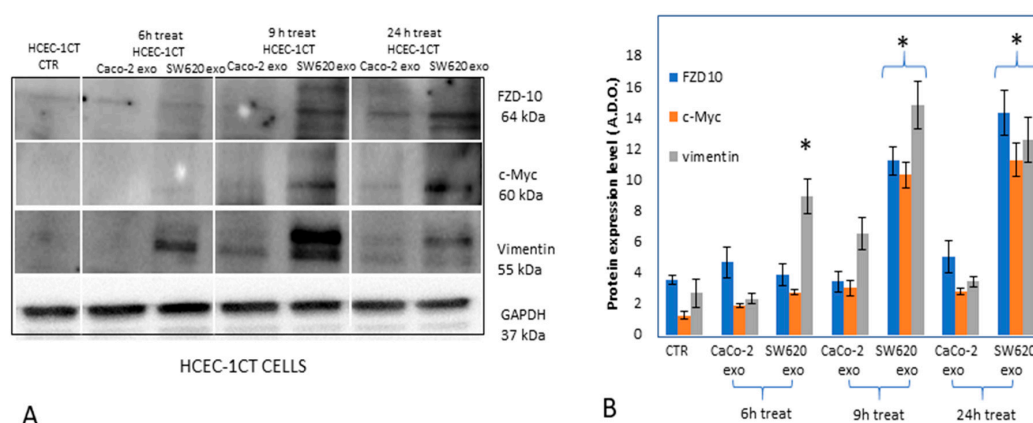 HCEC-1CT
CTR
6h treat
HCEC-1CT
Caco-2 exo SW620 exo
9 h treat
HCEC-1CT
Caco-2 exo SW620 exo
24 h treat
HCEC-1CT
Caco-2 exo SW620 exo
FZD-10
64 kDa
c-Myc
60 kDa
Vimentin
55 kDa
GAPDH
37 kDa
HCEC-1CT CELLS
A
B
Protein expression level (A.D.O.)
18
16
14
12
10
8
6
4
2
0
FZD10
c-Myc
vimentin
*
*
*
CTR
CaCo-2
exo
SW620
exo
CaCo-2
exo
SW620
exo
CaCo-2
exo
SW620
exo
6h treat
9h treat
24h treat